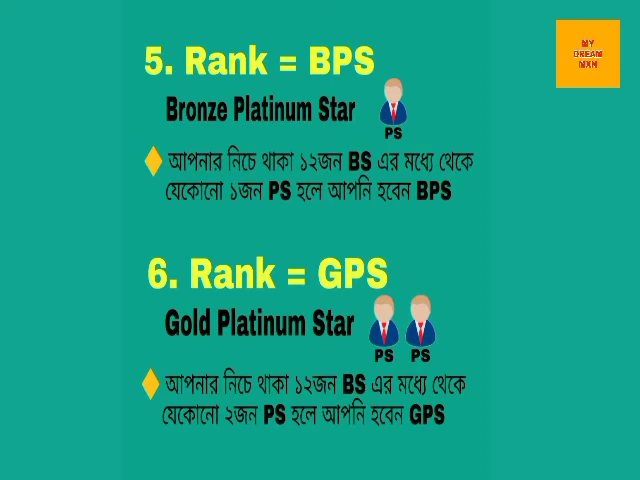 MY
DREAM
MXN
5. Rank = BPS
Bronze Platinum Star
PS
আপনার নিচে থাকা ১২জন BS এর মধ্যে থেকে
যেকোনো ১জন PS হলে আপনি হবেন BPS
6. Rank = GPS
Gold Platinum Star
PS PS
আপনার নিচে থাকা ১২জন BS এর মধ্যে থেকে
যেকোনো ২জন PS হলে আপনি হবেন GPS